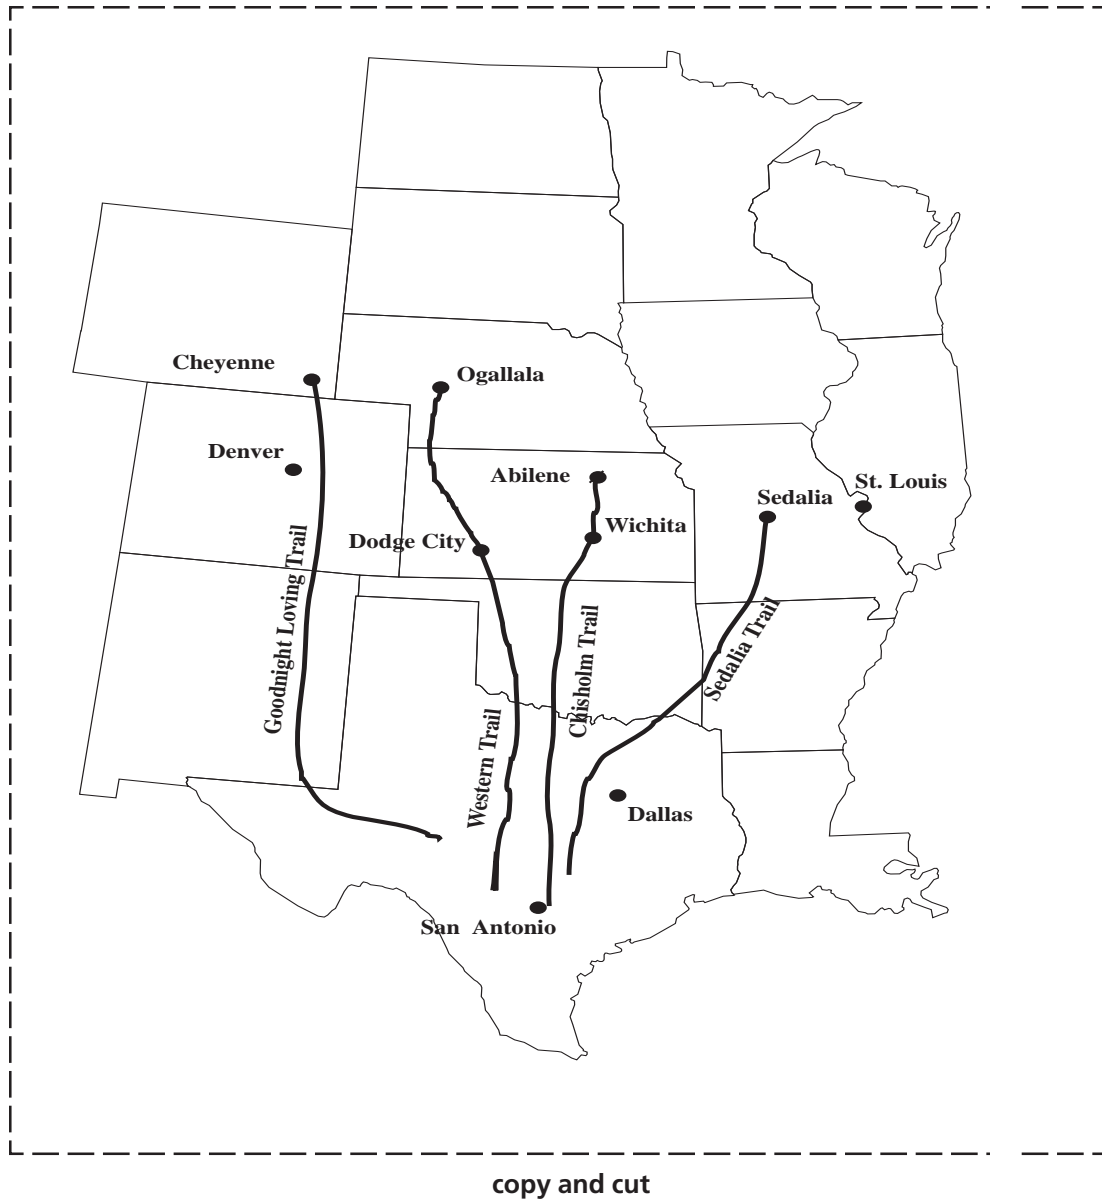 Cheyenne
Ogallala
Denver
Abilene
St. Louis
Sedalia
Wichita
Dodge City
Goodnight Loving Trail
Chisholm Trail
Sedalia Trail
Western Trail
Dallas
San Antonio
copy and cut